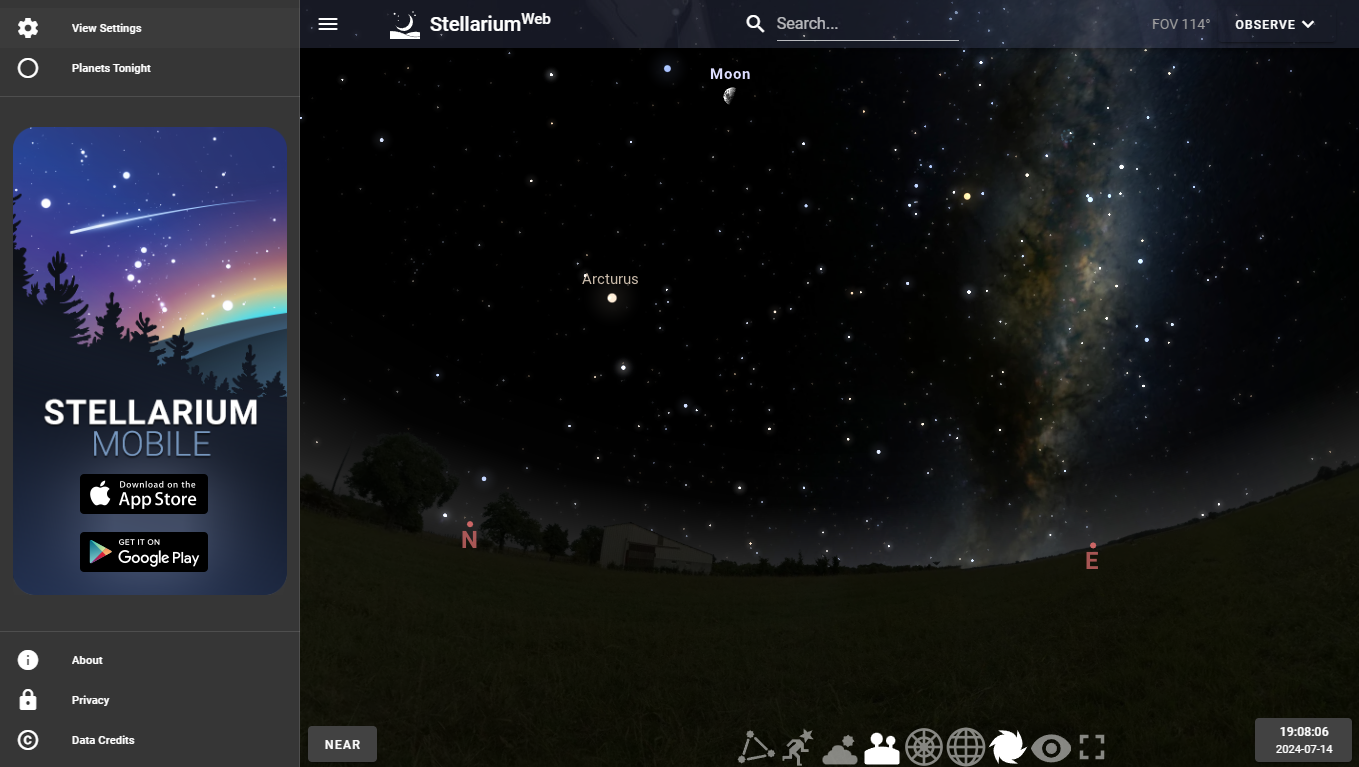 View Settings
Planets Tonight
STELLARIUM
MOBILE
Download on the
App Store
GET IT ON
Google Play
About
Privacy
Data Credits
StellariumWeb
Search...
FOV 114°
OBSERVE
Moon
Arcturus
N
E
NEAR
19:08:06
2024-07-14